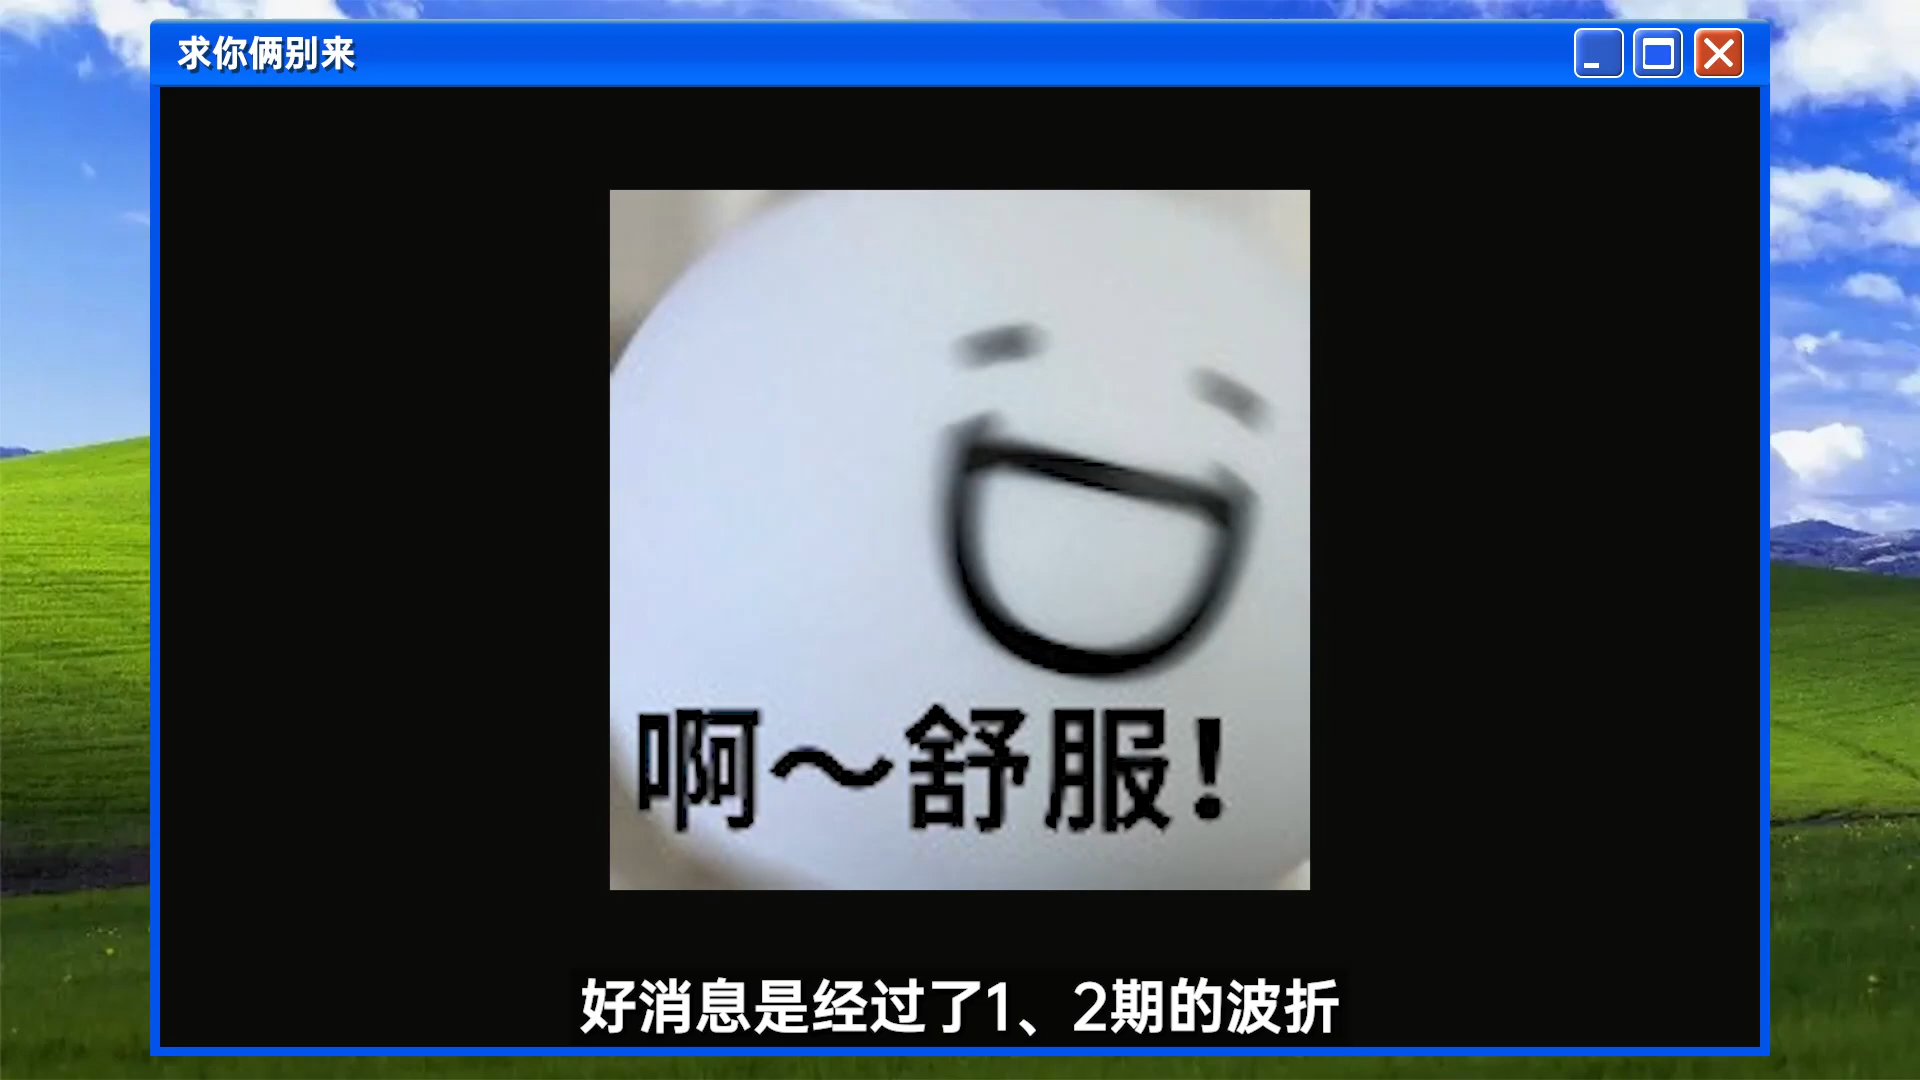 求你俩别来
啊～舒服！
好消息是经过了1、2期的波折